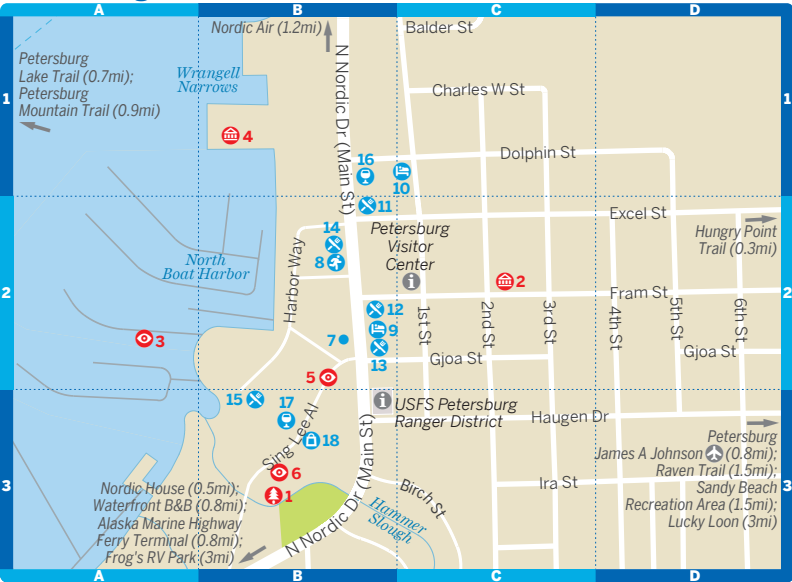 A
B
C
D
Nordic Air (1.2mi)
Balder St
Petersburg
Lake Trail (0.7mi);
Petersburg
Mountain Trail (0.9mi)
Wrangell
Narrows
N Nordic Dr (Main St)
Charles W St
1
1
4
Dolphin St
16
10
11
Excel St
Hungry Point
Trail (0.3mi)
14
8
Petersburg
Visitor
Center
North
Boat Harbor
Harbor Way
2
2
2
Fram St
12
9
13
7
3
1st St
2nd St
3rd St
4th St
5th St
6th St
Gjoa St
Gjoa St
5
15
17
18
USFS Petersburg
Ranger District
Haugen Dr
Sing Lee Al
6
1
N Nordic Dr (Main St)
Hammer
Slough
Birch St
Ira St
Petersburg
James A Johnson (0.8mi);
Raven Trail (1.5mi);
Sandy Beach
Recreation Area (1.5mi);
Lucky Loon (3mi)
3
3
Nordic House (0.5mi);
Waterfront B&B (0.8mi);
Alaska Marine Highway
Ferry Terminal (0.8mi);
Frog's RV Park (3mi)
A
B
C
D